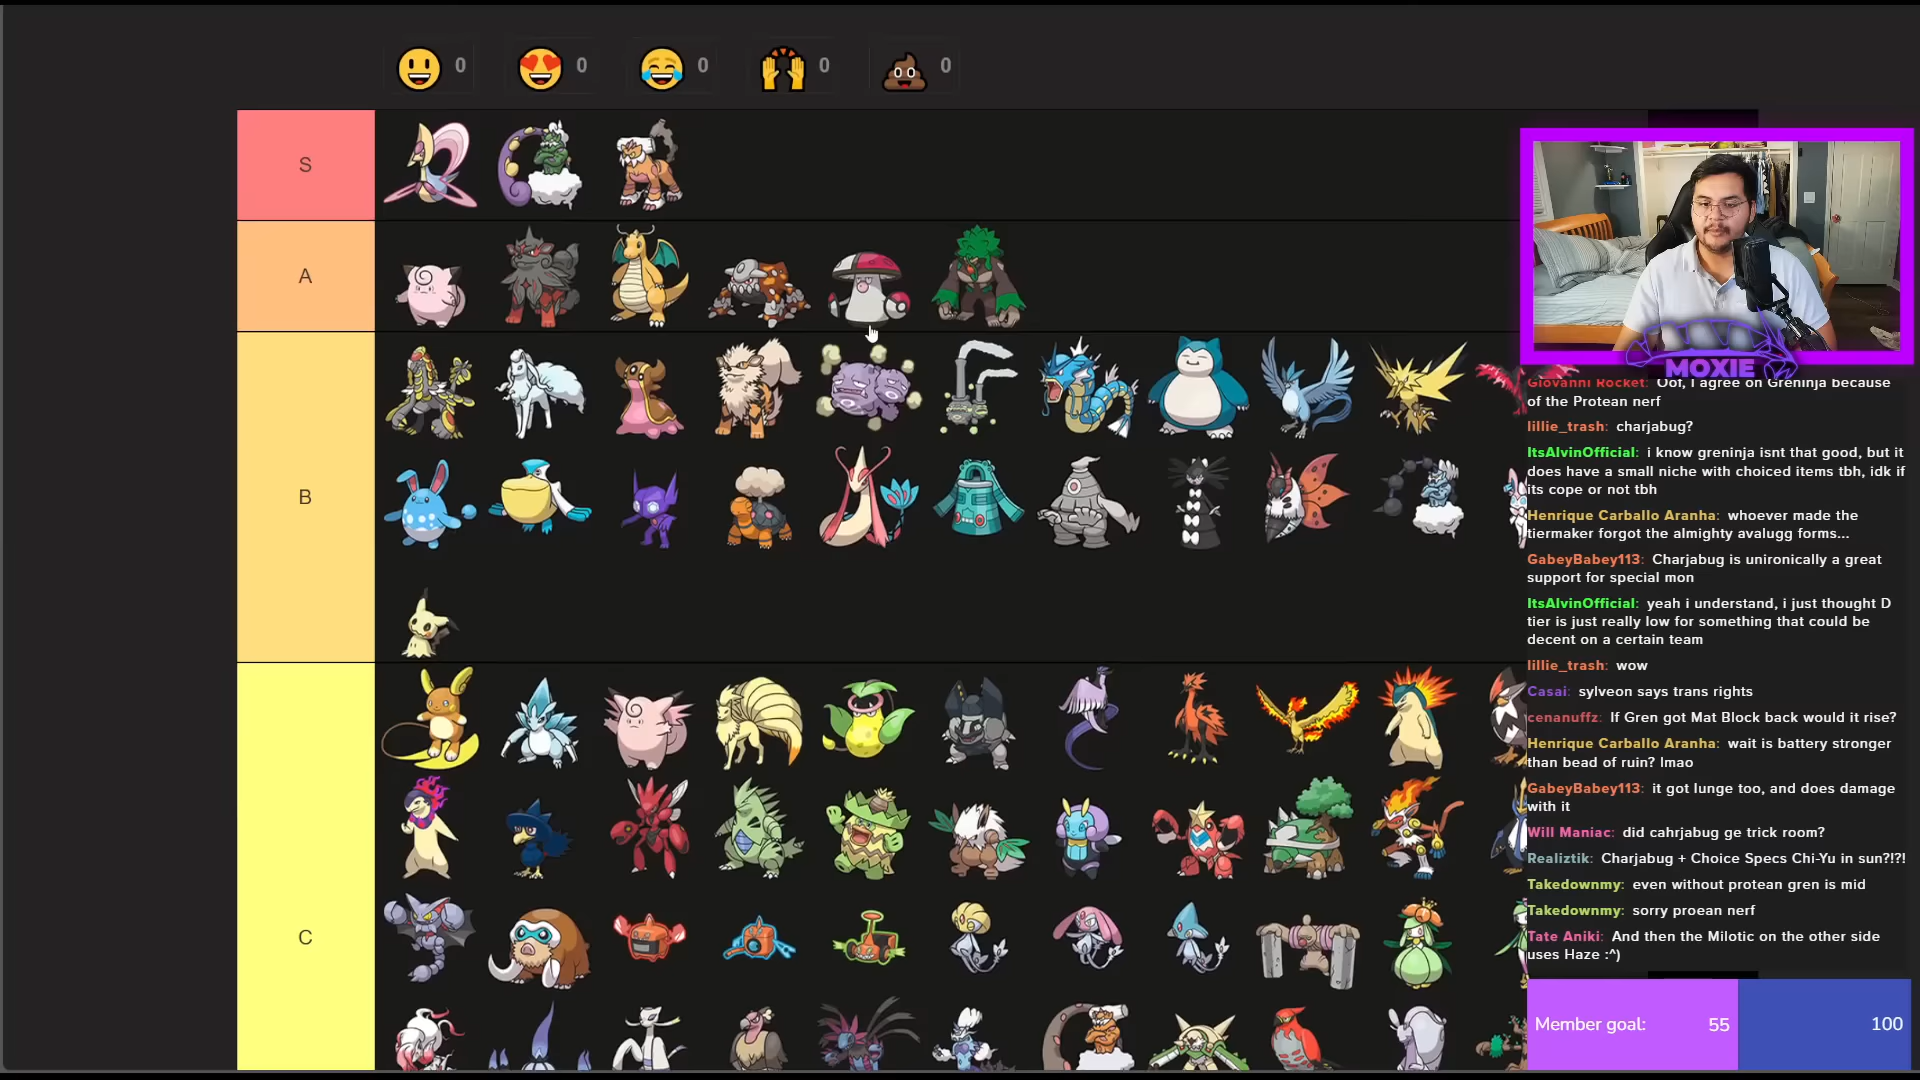 0
0
0
0
0
S
A
B
C
MOXIE
Giovanni Rocket: Oof, I agree on Greninja because
of the Protean nerf
lillie_trash: charjabug?
ItsAlvinOfficial: i know greninja isnt that good, but it
does have a small niche with choiced items tbh, idk if
its cope or not tbh
Henrique Carballo Aranha: whoever made the
tiermaker forgot the almighty avalugg forms...
GabeyBabey113: Charjabug is unironically a great
support for special mon
ItsAlvinOfficial: yeah i understand, i just thought D
tier is just really low for something that could be
decent on a certain team
lillie_trash: wow
Casai: sylveon says trans rights
cenanuffz: If Gren got Mat Block back would it rise?
Henrique Carballo Aranha: wait is battery stronger
than bead of ruin? lmao
GabeyBabey113: it got lunge too, and does damage
with it
Will Maniac: did cahrjabug ge trick room?
Realiztik: Charjabug + Choice Specs Chi-Yu in sun?!?!
Takedownmy: even without protean gren is mid
Takedownmy: sorry proean nerf
Tate Aniki: And then the Milotic on the other side
uses Haze :^)
Member goal: 55 100